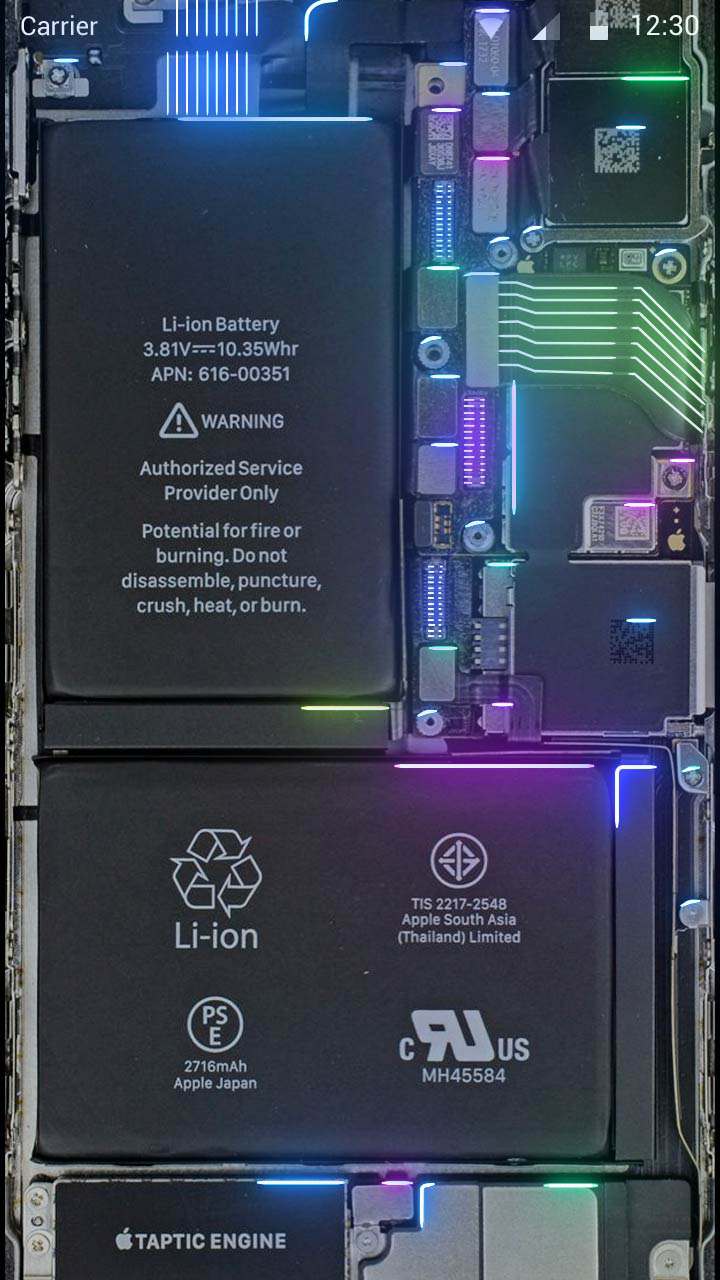 Carrier
12:30
Li-ion Battery
3.81V⎓10.35Whr
APN: 616-00351
WARNING
Authorized Service
Provider Only
Potential for fire or
burning. Do not
disassemble, puncture,
crush, heat, or burn.
Li-ion
TIS 2217-2548
Apple South Asia
(Thailand) Limited
PS
E
2716mAh
Apple Japan
C RU US
MH45584
TAPTIC ENGINE